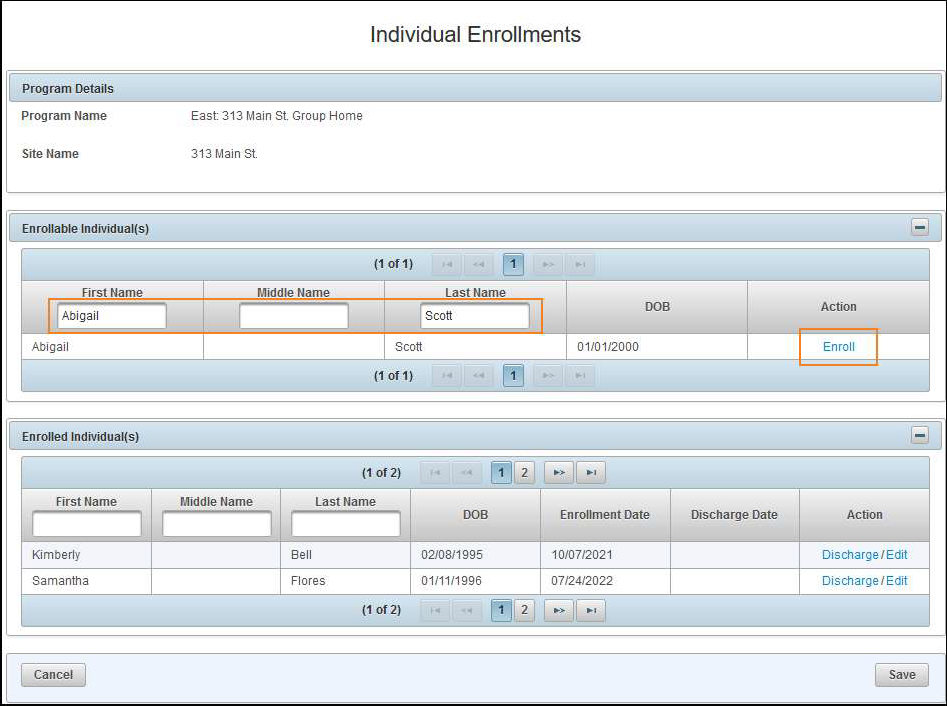 Individual Enrollments
Program Details
Program Name East: 313 Main St. Group Home
Site Name 313 Main St.
Enrollable Individual(s)
(1 of 1) 1
First Name Middle Name Last Name DOB Action
Abigail Scott
Abigail Scott 01/01/2000 Enroll
(1 of 1) 1
Enrolled Individual(s)
(1 of 2) 1 2
First Name Middle Name Last Name DOB Enrollment Date Discharge Date Action
Kimberly Bell 02/08/1995 10/07/2021 Discharge/Edit
Samantha Flores 01/11/1996 07/24/2022 Discharge/Edit
(1 of 2) 1 2
Cancel Save